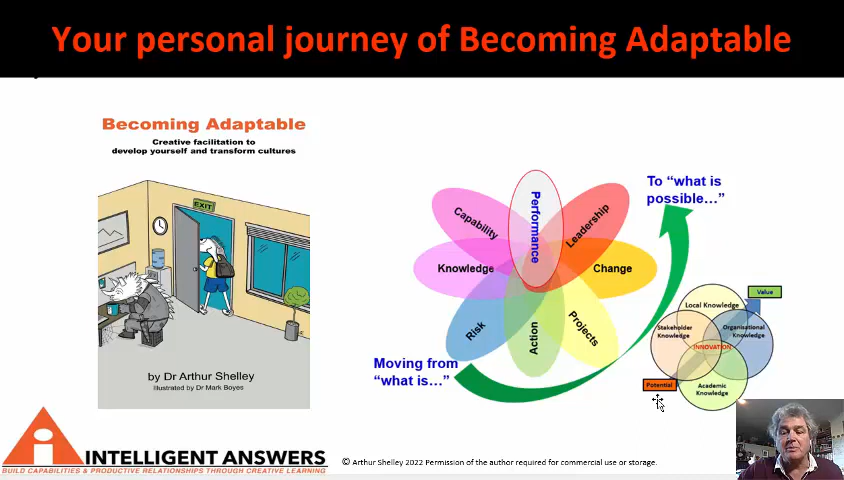 Your personal journey of Becoming Adaptable
Becoming Adaptable
Creative facilitation to
develop yourself and transform cultures
EXIT
by Dr Arthur Shelley
Illustrated by Dr Mark Boyes
Performance
Capability
Leadership
Knowledge
Change
Risk
Action
Projects
Moving from
“what is…”
To “what is
possible…”
Value
Local Knowledge
Stakeholder
Knowledge
Organisational
Knowledge
INNOVATION
Potential
Academic
Knowledge
INTELLIGENT ANSWERS
BUILD CAPABILITIES & PRODUCTIVE RELATIONSHIPS THROUGH CREATIVE LEARNING
© Arthur Shelley 2022 Permission of the author required for commercial use or storage.